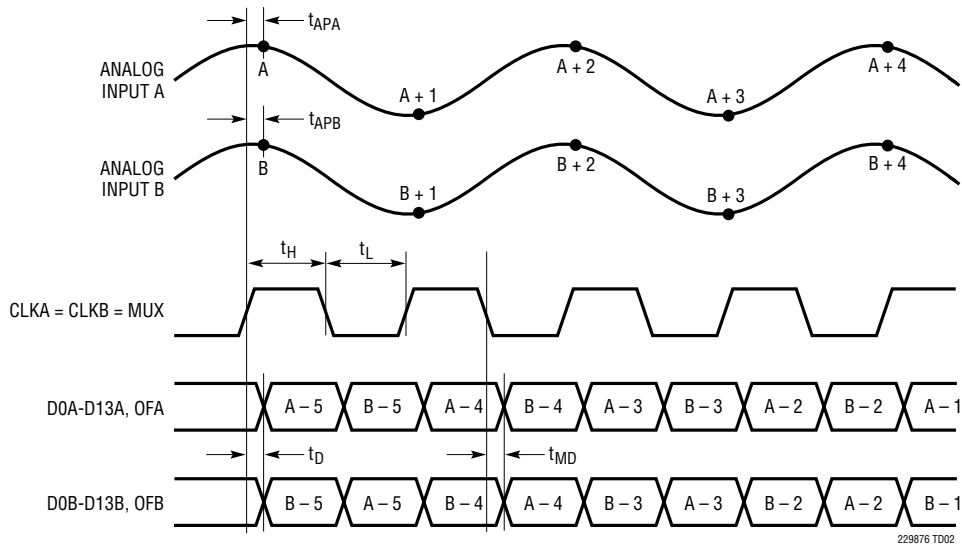 tAPA
ANALOG
INPUT A
A
A + 1
A + 2
A + 3
A + 4
tAPB
ANALOG
INPUT B
B
B + 1
B + 2
B + 3
B + 4
tH
tL
CLKA = CLKB = MUX
D0A-D13A, OFA
A – 5
B – 5
A – 4
B – 4
A – 3
B – 3
A – 2
B – 2
A – 1
tD
tMD
D0B-D13B, OFB
B – 5
A – 5
B – 4
A – 4
B – 3
A – 3
B – 2
A – 2
B – 1
229876 TD02